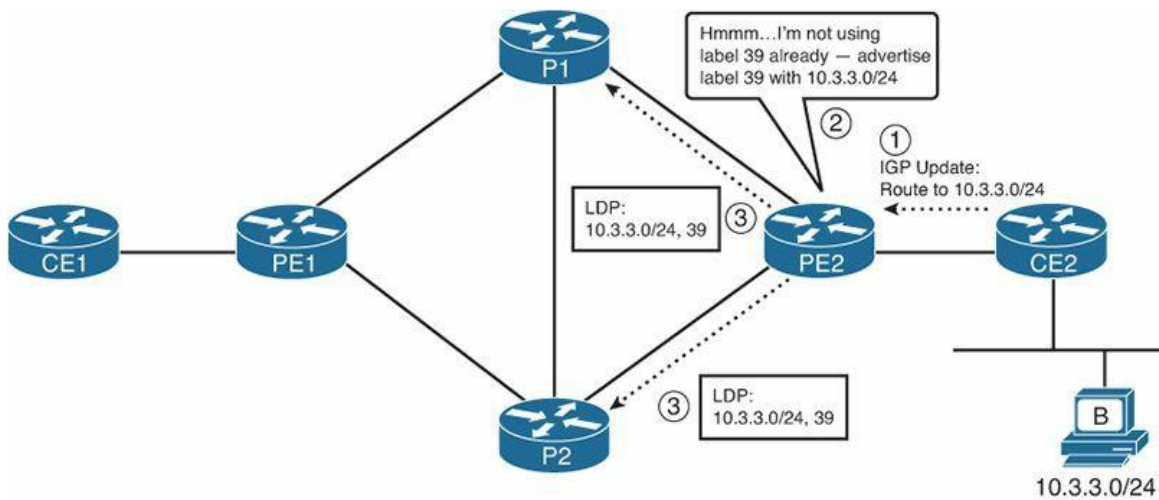 P1
Hmmm...I'm not using
label 39 already — advertise
label 39 with 10.3.3.0/24
②
①
IGP Update:
Route to 10.3.3.0/24
LDP:
10.3.3.0/24, 39
③
CE1
PE1
PE2
CE2
③
LDP:
10.3.3.0/24, 39
P2
B
10.3.3.0/24